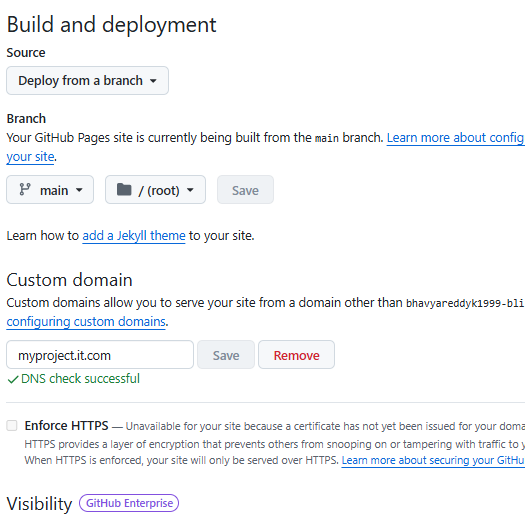 Build and deployment
Source
Deploy from a branch
Branch
Your GitHub Pages site is currently being built from the main branch. Learn more about config
your site.
main / (root) Save
Learn how to add a Jekyll theme to your site.
Custom domain
Custom domains allow you to serve your site from a domain other than bhavyareddyk1999-bli
configuring custom domains.
myproject.it.com Save Remove
DNS check successful
Enforce HTTPS — Unavailable for your site because a certificate has not yet been issued for your doma
HTTPS provides a layer of encryption that prevents others from snooping on or tampering with traffic to y
When HTTPS is enforced, your site will only be served over HTTPS. Learn more about securing your GitHu
Visibility GitHub Enterprise